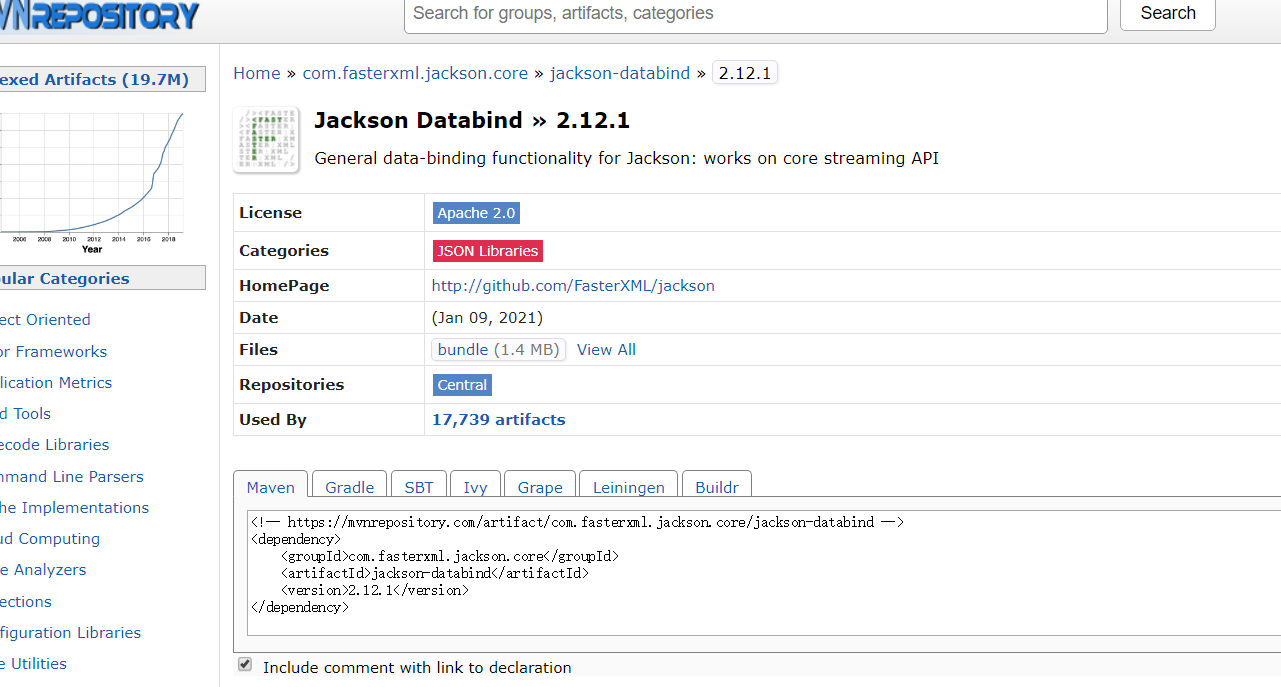 VNREPOSITORY
Search for groups, artifacts, categories
Search
exed Artifacts (19.7M)
2006 2008 2010 2012 2014 2016 2018
Year
ular Categories
ect Oriented
or Frameworks
lication Metrics
d Tools
ecode Libraries
mmand Line Parsers
he Implementations
ud Computing
e Analyzers
ections
figuration Libraries
e Utilities
Home » com.fasterxml.jackson.core » jackson-databind » 2.12.1
Jackson Databind » 2.12.1
General data-binding functionality for Jackson: works on core streaming API
License Apache 2.0
Categories JSON Libraries
HomePage http://github.com/FasterXML/jackson
Date (Jan 09, 2021)
Files bundle (1.4 MB) View All
Repositories Central
Used By 17,739 artifacts
Maven Gradle SBT Ivy Grape Leiningen Buildr
<!-- https://mvnrepository.com/artifact/com.fasterxml.jackson.core/jackson-databind -->
<dependency>
    <groupId>com.fasterxml.jackson.core</groupId>
    <artifactId>jackson-databind</artifactId>
    <version>2.12.1</version>
</dependency>
Include comment with link to declaration